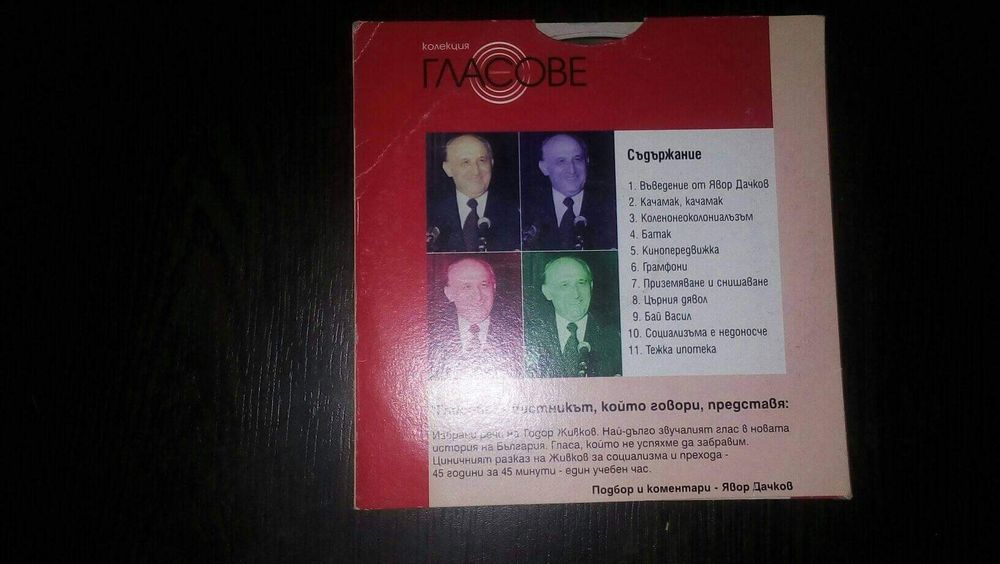 колекция
ГЛАСОВЕ
Съдържание
1. Въведение от Явор Дачков
2. Качамак, качамак
3. Коленонеоколониалъзъм
4. Батак
5. Кинопередвижка
6. Грамфони
7. Приземяване и снишаване
8. Църния дявол
9. Бай Васил
10. Социализъма е недоносче
11. Тежка ипотека
който говори, представя:
Избрани речи на Тодор Живков. Най-дълго звучалият глас в новата
история на България. Гласа, който не успяхме да забравим.
Циничният разказ на Живков за социализма и прехода -
45 години за 45 минути - един учебен час.
Подбор и коментари - Явор Дачков